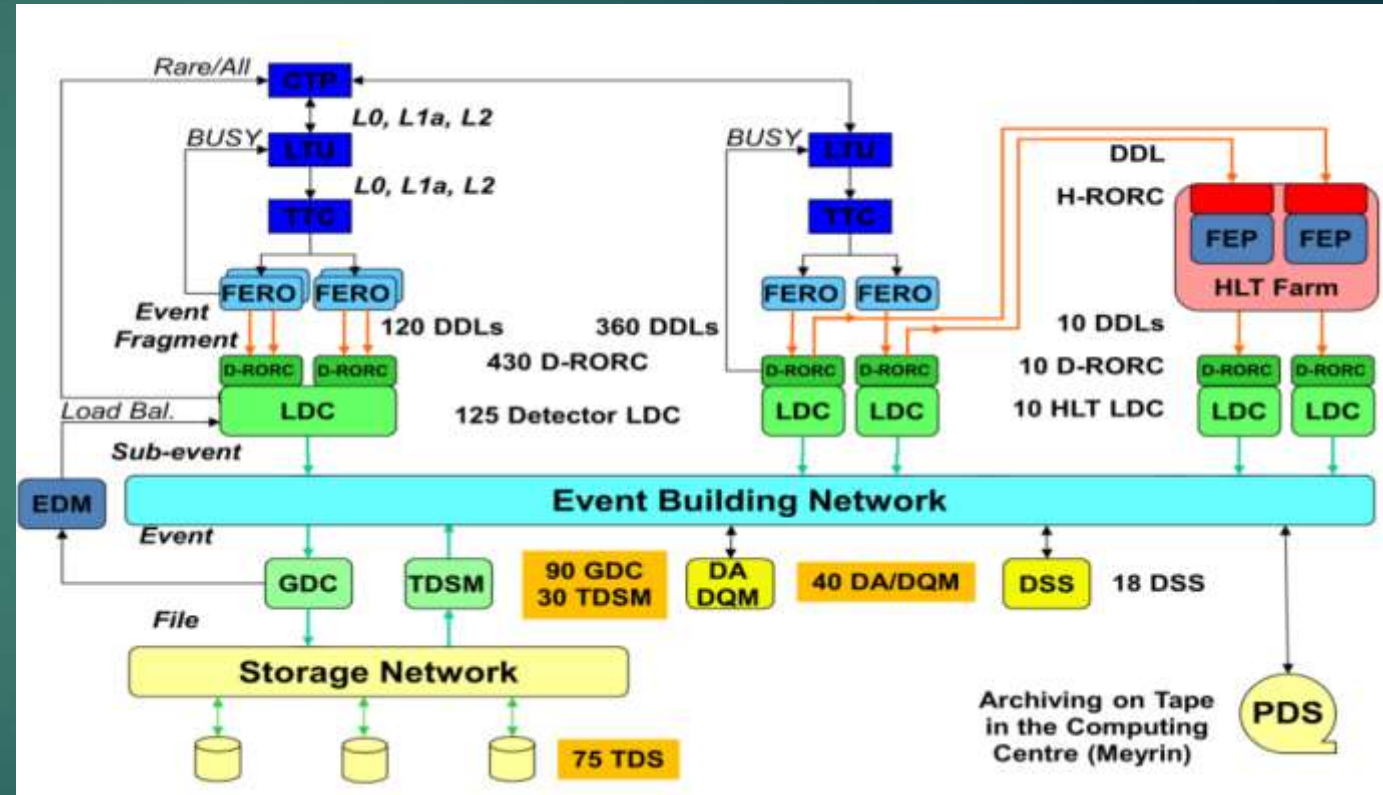 Rare/All
CTP
L0, L1a, L2
BUSY
LTU
BUSY
LTU
DDL
L0, L1a, L2
H-RORC
TTC
TTC
FEP
FEP
HLT Farm
FERO
FERO
FERO
FERO
Event
Fragment
120 DDLs
360 DDLs
10 DDLs
430 D-RORC
10 D-RORC
D-RORC
D-RORC
D-RORC
D-RORC
D-RORC
D-RORC
Load Bal.
LDC
125 Detector LDC
LDC
LDC
10 HLT LDC
LDC
LDC
Sub-event
EDM
Event Building Network
Event
GDC
TDSM
90 GDC
30 TDSM
DA
DQM
40 DA/DQM
DSS
18 DSS
File
Storage Network
75 TDS
Archiving on Tape
in the Computing
Centre (Meyrin)
PDS